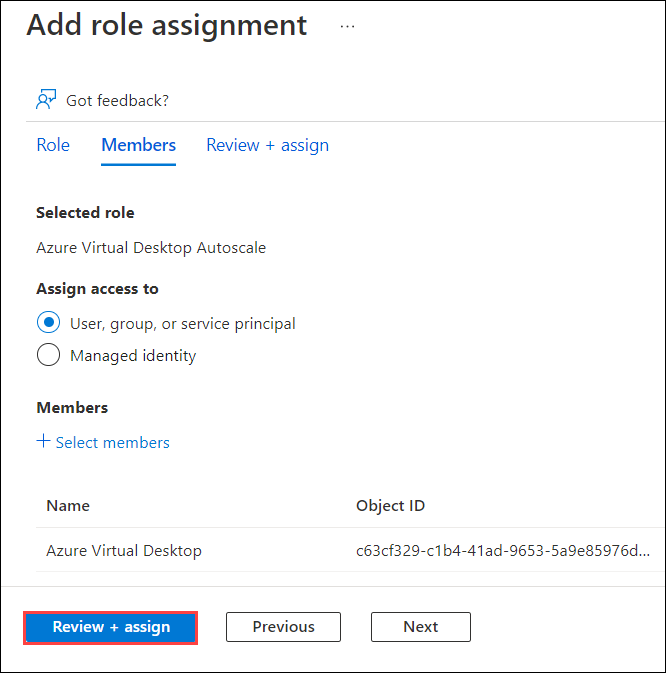 Add role assignment ...
Got feedback?
Role Members Review + assign
Selected role
Azure Virtual Desktop Autoscale
Assign access to
User, group, or service principal
Managed identity
Members
+ Select members
Name Object ID
Azure Virtual Desktop c63cf329-c1b4-41ad-9653-5a9e85976d...
Review + assign Previous Next